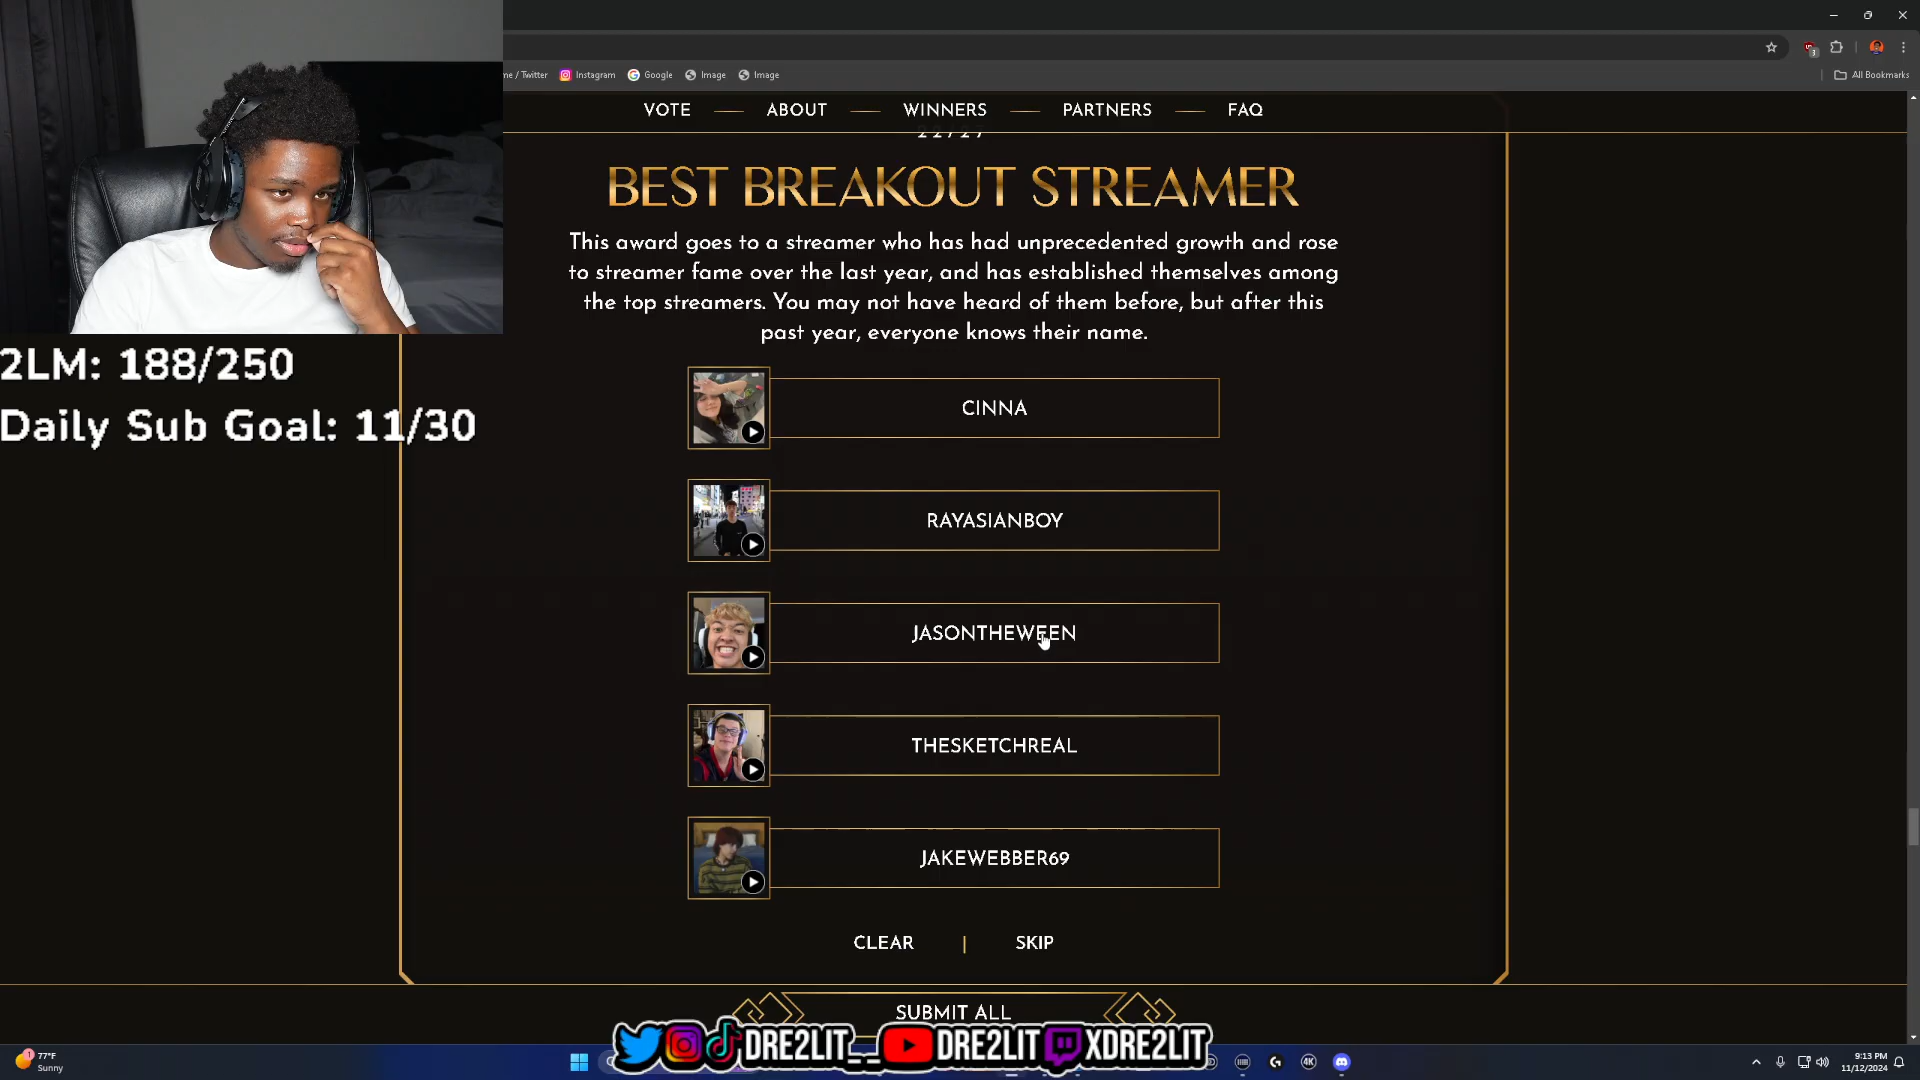 me / Twitter Instagram Google Image Image All Bookmarks
VOTE ABOUT WINNERS PARTNERS FAQ
22/27
BEST BREAKOUT STREAMER
This award goes to a streamer who has had unprecedented growth and rose
to streamer fame over the last year, and has established themselves among
the top streamers. You may not have heard of them before, but after this
past year, everyone knows their name.
2LM: 188/250
Daily Sub Goal: 11/30
CINNA
RAYASIANBOY
JASONTHEWEEN
THESKETCHREAL
JAKEWEBBER69
CLEAR | SKIP
SUBMIT ALL
DRE2LIT__ DRE2LIT XDRE2LIT
77°F
Sunny
9:13 PM
11/12/2024